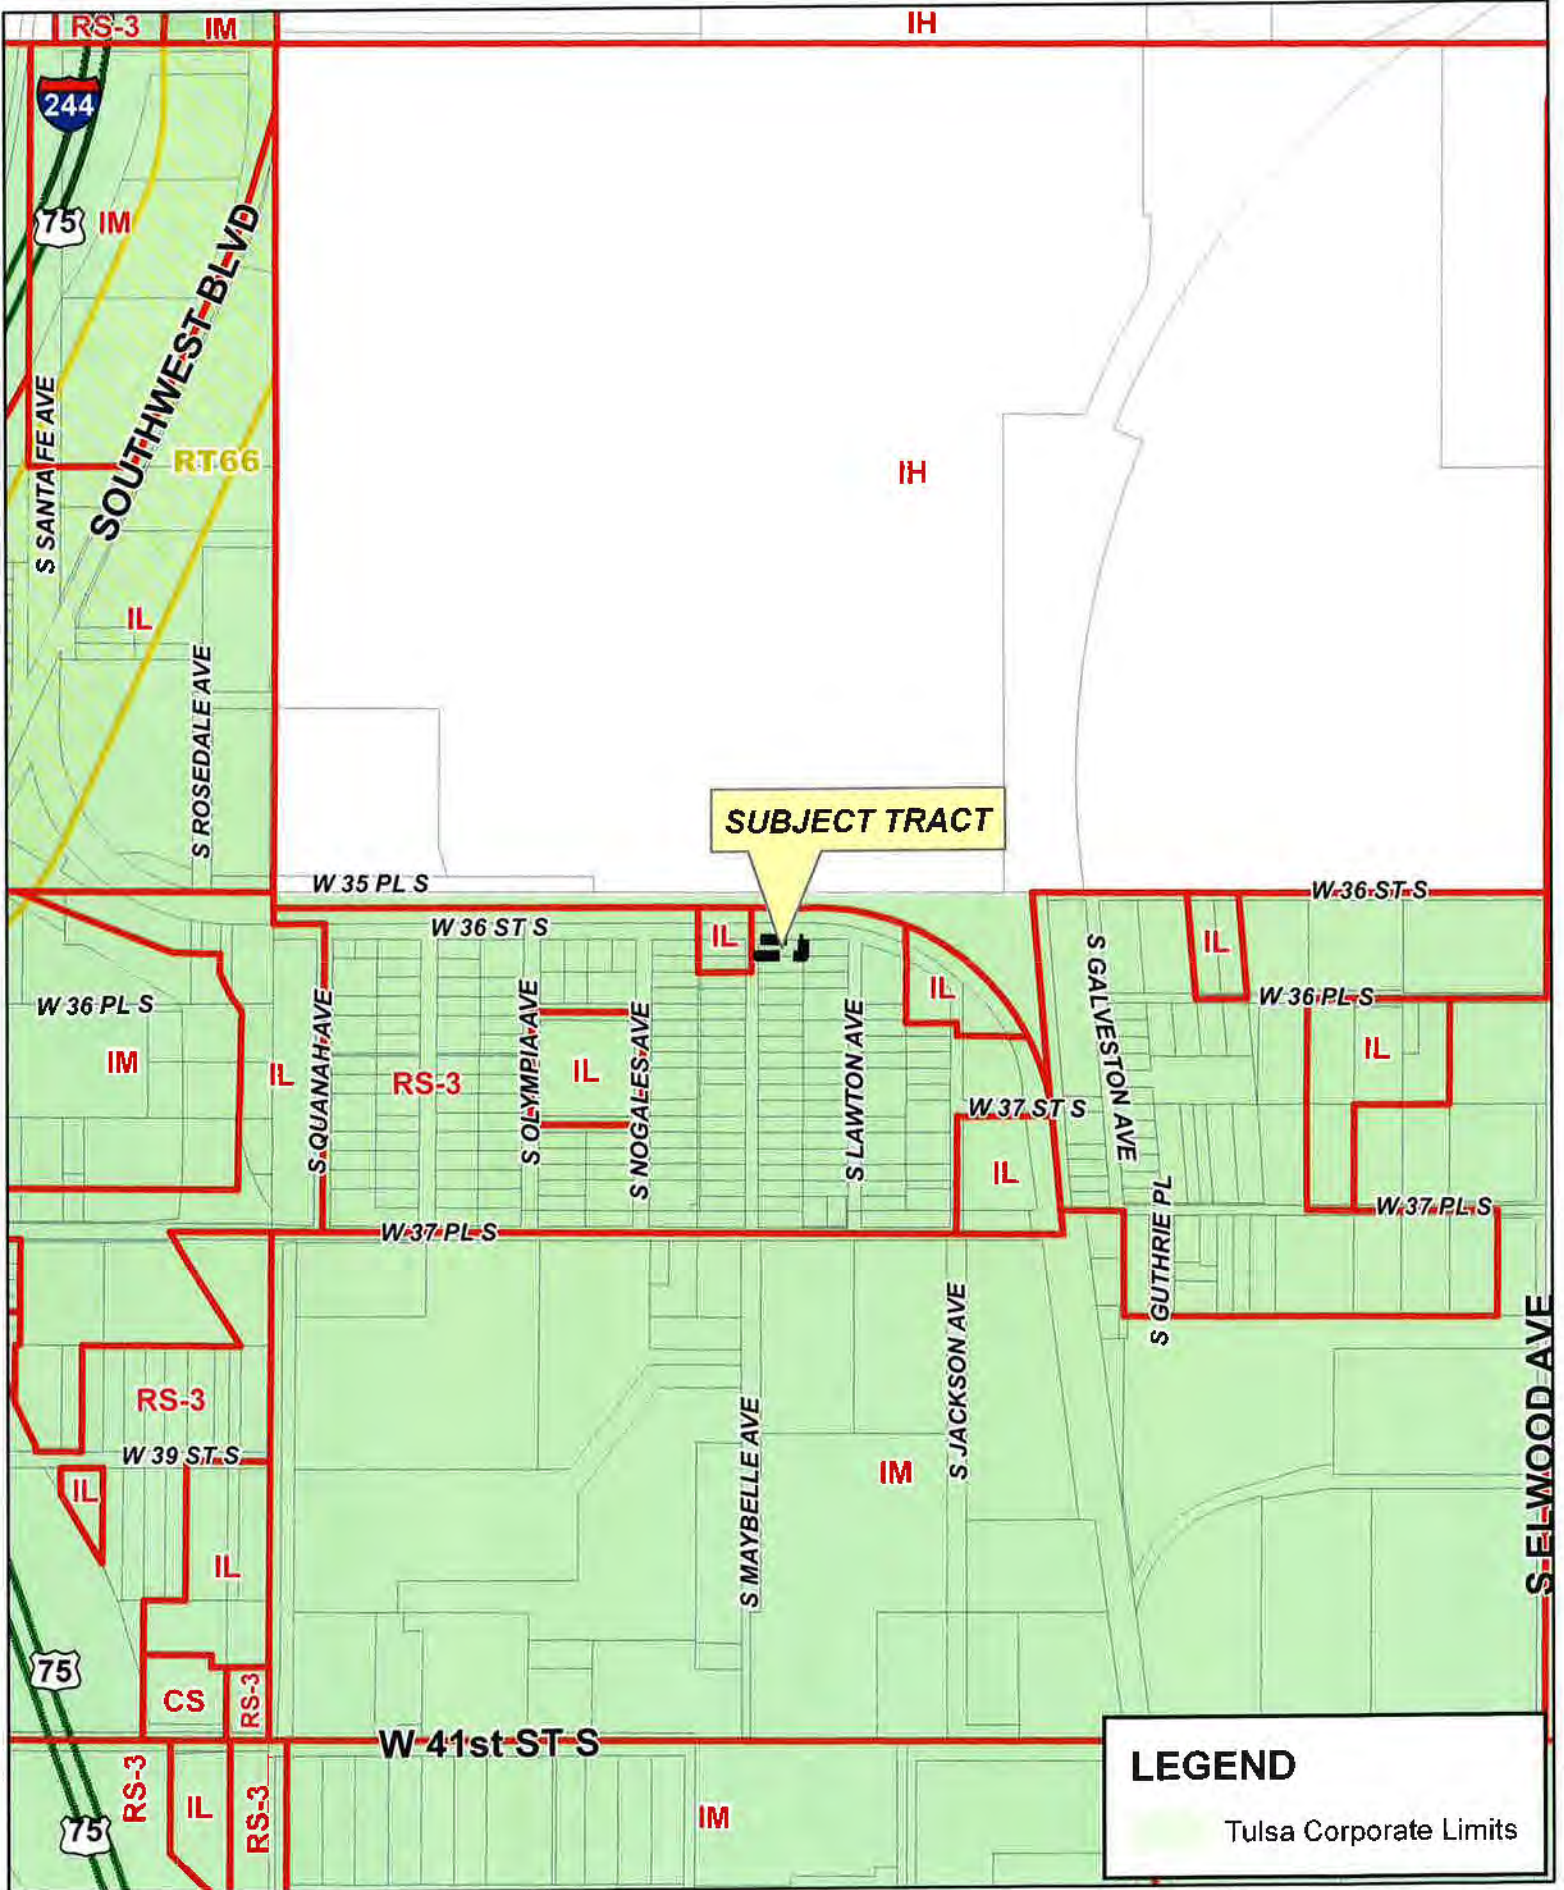 RS-3
IM
IH
244
75
IM
SOUTHWEST BLVD
S SANTA FE AVE
RT66
IH
IL
S ROSEDALE AVE
SUBJECT TRACT
W 35 PL S
W 36 ST S
W 36 ST S
IL
IL
S GALVESTON AVE
W 36 PL S
W 36 PL S
IL
IM
IL
S QUANAH AVE
RS-3
S OLYMPIA AVE
IL
S NOGALES AVE
S LAWTON AVE
IL
W 37 ST S
IL
S GUTHRIE PL
W 37 PL S
W 37 PL S
S JACKSON AVE
S ELWOOD AVE
RS-3
W 39 ST S
IL
S MAYBELLE AVE
IM
IL
75
CS
RS-3
W 41st ST S
RS-3
IL
RS-3
IM
75
LEGEND
Tulsa Corporate Limits